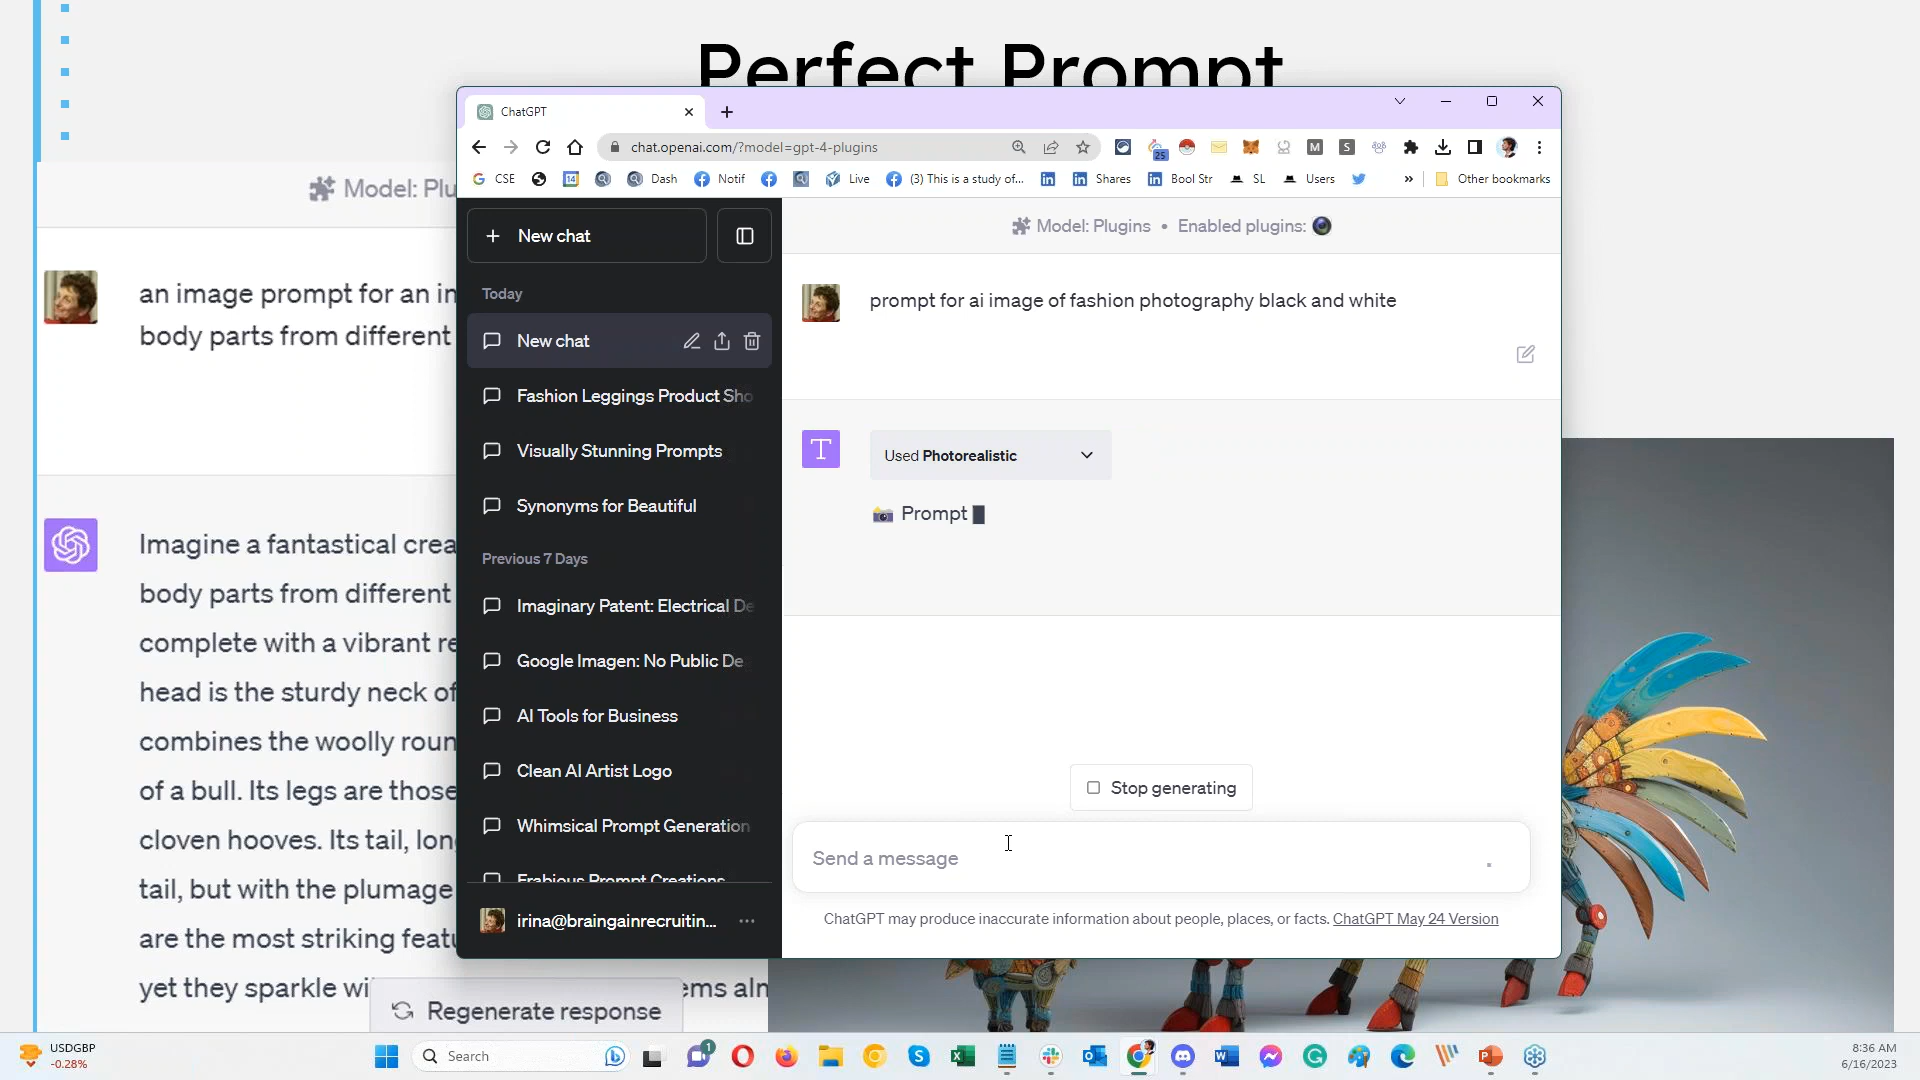 Perfect Prompt
Model: Plu
an image prompt for an in
body parts from different
Imagine a fantastical crea
body parts from different
complete with a vibrant re
head is the sturdy neck of
combines the woolly roun
of a bull. Its legs are those
cloven hooves. Its tail, lon
tail, but with the plumage
are the most striking featu
yet they sparkle wi
ems aln
Regenerate response
ChatGPT
chat.openai.com/?model=gpt-4-plugins
25
M
S
CSE
14
Dash
Notif
Live
(3) This is a study of...
Shares
Bool Str
SL
Users
»
Other bookmarks
+ New chat
Today
New chat
Fashion Leggings Product Sho
Visually Stunning Prompts
Synonyms for Beautiful
Previous 7 Days
Imaginary Patent: Electrical De
Google Imagen: No Public De
AI Tools for Business
Clean AI Artist Logo
Whimsical Prompt Generation
Frabious Prompt Creations
irina@braingainrecruitin...
Model: Plugins • Enabled plugins:
prompt for ai image of fashion photography black and white
T
Used Photorealistic
Prompt
Stop generating
Send a message
ChatGPT may produce inaccurate information about people, places, or facts. ChatGPT May 24 Version
USDGBP
-0.28%
Search
1
8:36 AM
6/16/2023